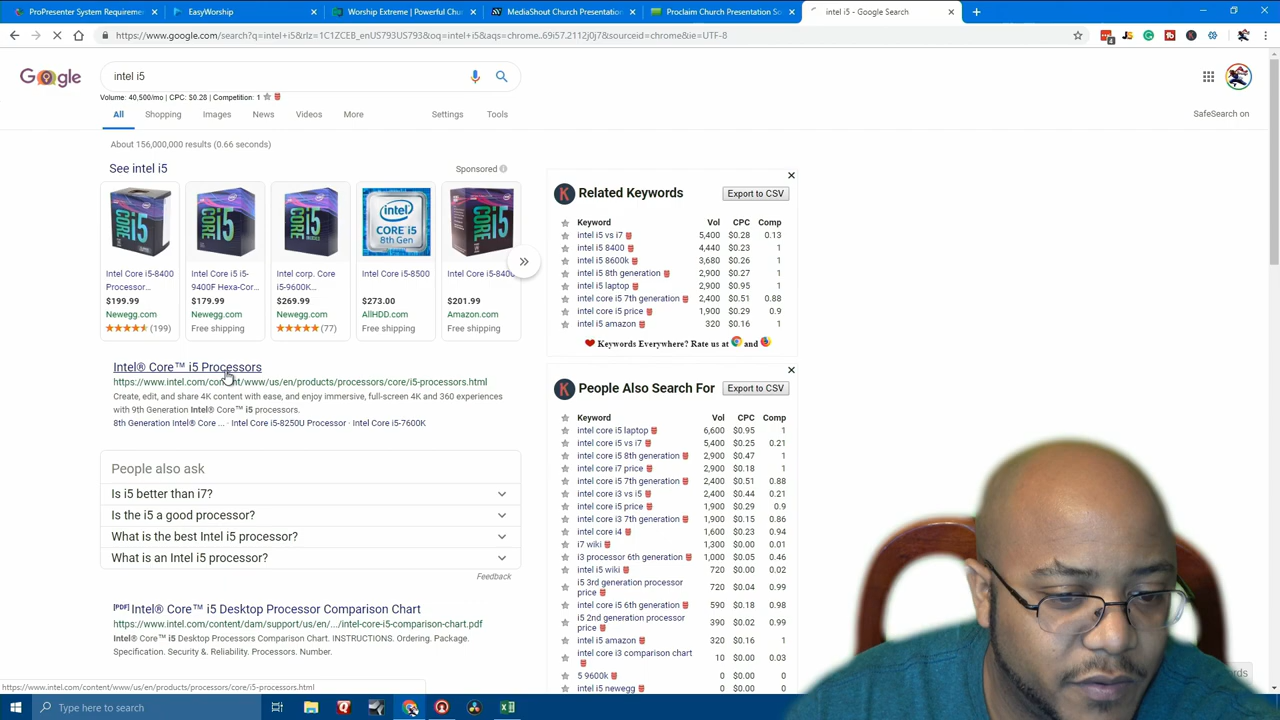 ProPresenter System Requirem
EasyWorship
Worship Extreme | Powerful Chu
MediaShout Church Presentation
Proclaim Church Presentation So
intel i5 - Google Search
https://www.google.com/search?q=intel+i5&rlz=1C1ZCEB_enUS793US793&oq=intel+i5&aqs=chrome..69i57.2112j0j7&sourceid=chrome&ie=UTF-8
Google
intel i5
Volume: 40,500/mo | CPC: $0.28 | Competition: 1
All Shopping Images News Videos More Settings Tools
SafeSearch on
About 156,000,000 results (0.66 seconds)
See intel i5
Sponsored
Intel Core i5-8400 Processor...
$199.99
Newegg.com
(199)
Intel Core i5 i5-9400F Hexa-Cor...
$179.99
Newegg.com
Free shipping
Intel corp. Core i5-9600K...
$269.99
Newegg.com
(77)
intel
CORE i5
8th Gen
Intel Core i5-8500
$273.00
AllHDD.com
Free shipping
Intel Core i5-8400
$201.99
Amazon.com
Free shipping
Intel® Core™ i5 Processors
https://www.intel.com/content/www/us/en/products/processors/core/i5-processors.html
Create, edit, and share 4K content with ease, and enjoy immersive, full-screen 4K and 360 experiences
with 9th Generation Intel® Core™ i5 processors.
8th Generation Intel® Core ... · Intel Core i5-8250U Processor · Intel Core i5-7600K
People also ask
Is i5 better than i7?
Is the i5 a good processor?
What is the best Intel i5 processor?
What is an Intel i5 processor?
Feedback
[PDF] Intel® Core™ i5 Desktop Processor Comparison Chart
https://www.intel.com/content/dam/support/us/en/.../intel-core-i5-comparison-chart.pdf
Intel® Core™ i5 Desktop Processors Comparison Chart. INSTRUCTIONS. Ordering. Package.
Specification. Security &. Reliability. Processors. Number.
https://www.intel.com/content/www/us/en/products/processors/core/i5-processors.html
Related Keywords
Export to CSV
Keyword Vol CPC Comp
intel i5 vs i7 5,400 $0.28 0.13
intel i5 8400 4,440 $0.23 1
intel i5 8600k 3,680 $0.26 1
intel i5 8th generation 2,900 $0.27 1
intel i5 laptop 2,900 $0.95 1
intel core i5 7th generation 2,400 $0.51 0.88
intel core i5 price 1,900 $0.29 0.9
intel i5 amazon 320 $0.16 1
Keywords Everywhere? Rate us at and
People Also Search For
Export to CSV
Keyword Vol CPC Comp
intel core i5 laptop 6,600 $0.95 1
intel core i5 vs i7 5,400 $0.25 0.21
intel core i5 8th generation 2,900 $0.47 1
intel core i7 price 2,900 $0.18 1
intel core i5 7th generation 2,400 $0.51 0.88
intel core i3 vs i5 2,400 $0.44 0.21
intel core i5 price 1,900 $0.29 0.9
intel core i3 7th generation 1,900 $0.15 0.86
intel core i4 1,600 $0.23 0.94
i7 wiki 1,300 $0.00 0.01
i3 processor 6th generation 1,000 $0.05 0.46
intel i5 wiki 720 $0.00 0.02
i5 3rd generation processor price 720 $0.04 0.99
intel core i5 6th generation 590 $0.18 0.98
i5 2nd generation processor price 390 $0.02 0.99
intel i5 amazon 320 $0.16 1
intel core i3 comparison chart 10 $0.00 0.03
5 9600k 0 $0.00 0
intel i5 newegg 0 $0.00 0
Type here to search